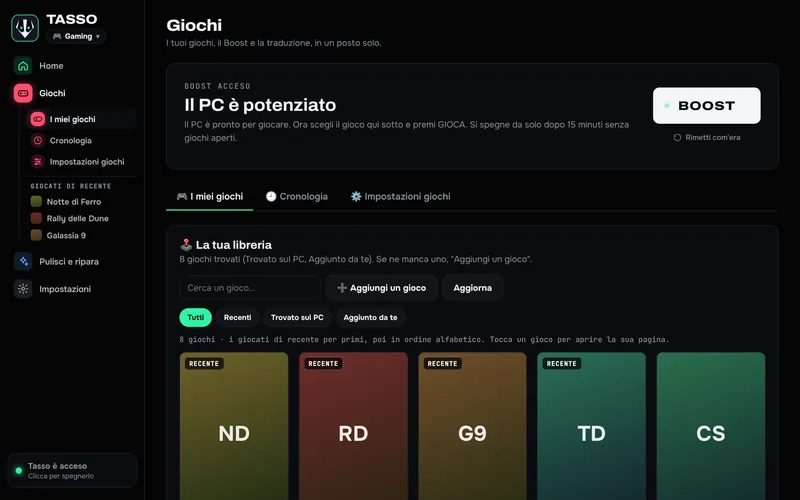 TASSO
🎮 Gaming ▾
Home
Giochi
I miei giochi
Cronologia
Impostazioni giochi
GIOCATI DI RECENTE
Notte di Ferro
Rally delle Dune
Galassia 9
Pulisci e ripara
Impostazioni
Tasso è acceso
Clicca per spegnerlo
Giochi
I tuoi giochi, il Boost e la traduzione, in un posto solo.
BOOST ACCESO
Il PC è potenziato
Il PC è pronto per giocare. Ora scegli il gioco qui sotto e premi GIOCA. Si spegne da solo dopo 15 minuti senza
giochi aperti.
BOOST
Rimetti com'era
🎮 I miei giochi
🕘 Cronologia
⚙️ Impostazioni giochi
🕹️ La tua libreria
8 giochi trovati (Trovato sul PC, Aggiunto da te). Se ne manca uno, "Aggiungi un gioco".
Cerca un gioco...
➕ Aggiungi un gioco
Aggiorna
Tutti
Recenti
Trovato sul PC
Aggiunto da te
8 giochi · i giocati di recente per primi, poi in ordine alfabetico. Tocca un gioco per aprire la sua pagina.
RECENTE
ND
RECENTE
RD
RECENTE
G9
RECENTE
TD
CS